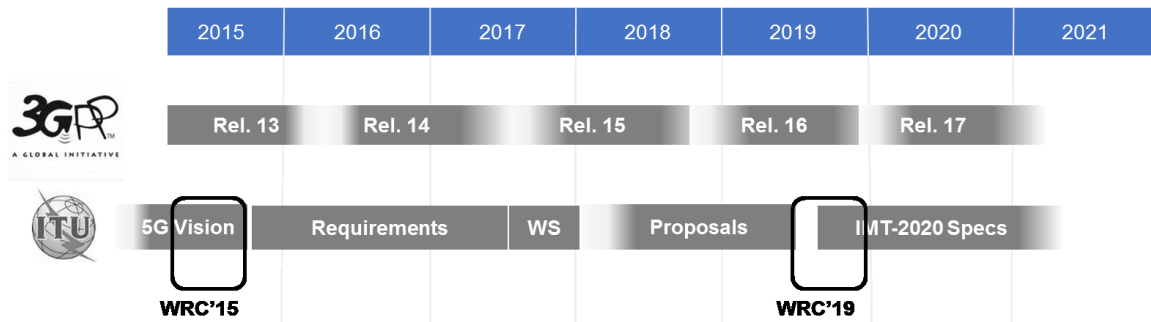 2015 2016 2017 2018 2019 2020 2021
3GPP TM
A GLOBAL INITIATIVE
Rel. 13 Rel. 14 Rel. 15 Rel. 16 Rel. 17
ITU
5G Vision Requirements WS Proposals IMT-2020 Specs
WRC'15 WRC'19